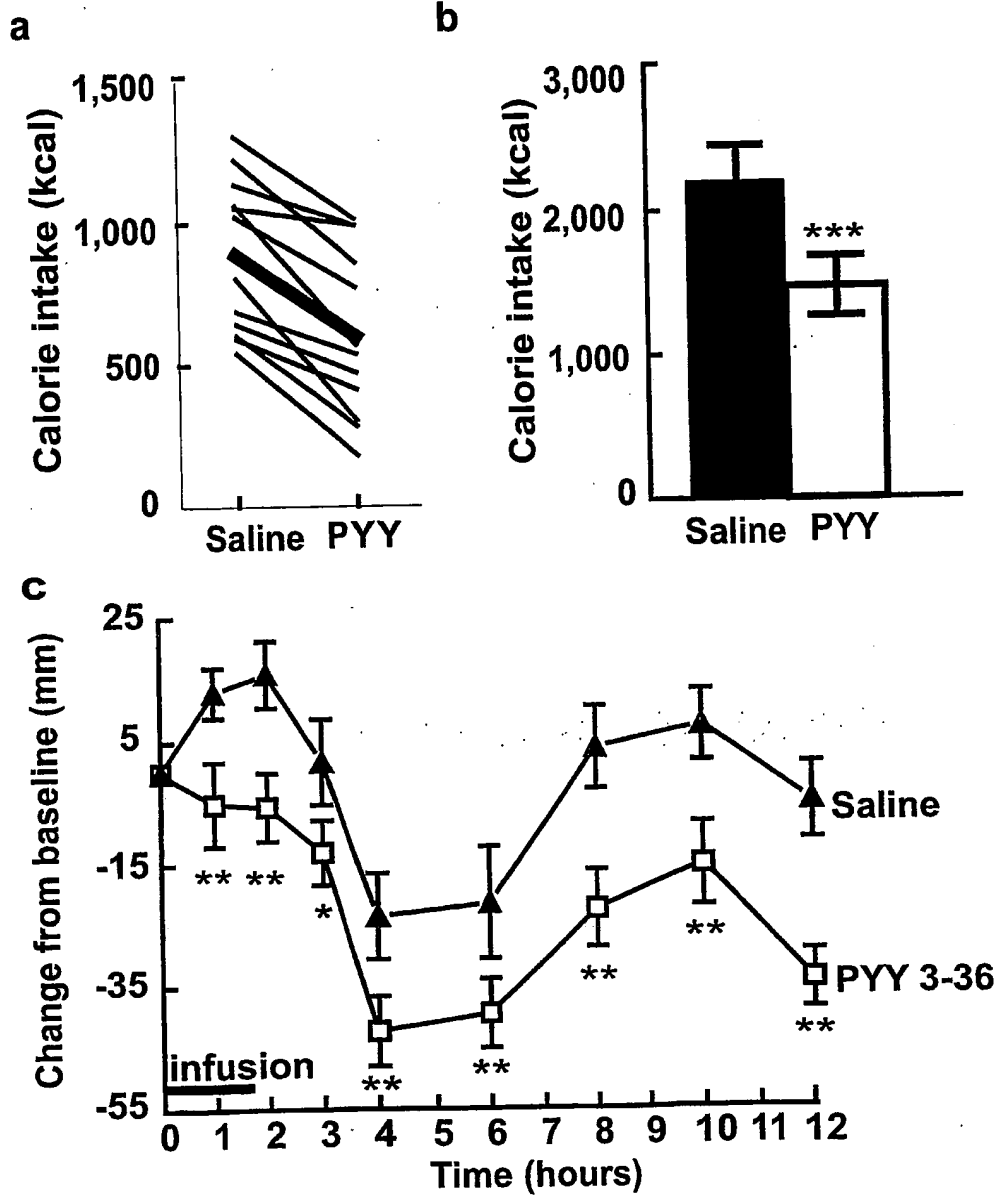 a
Calorie intake (kcal)
1,500
1,000
500
0
Saline PYY
b
Calorie intake (kcal)
3,000
2,000
1,000
0
***
Saline PYY
c
Change from baseline (mm)
25
5
-15
-35
-55
** **
*
**
**
**
**
**
Saline
PYY 3-36
infusion
0 1 2 3 4 5 6 7 8 9 10 11 12
Time (hours)